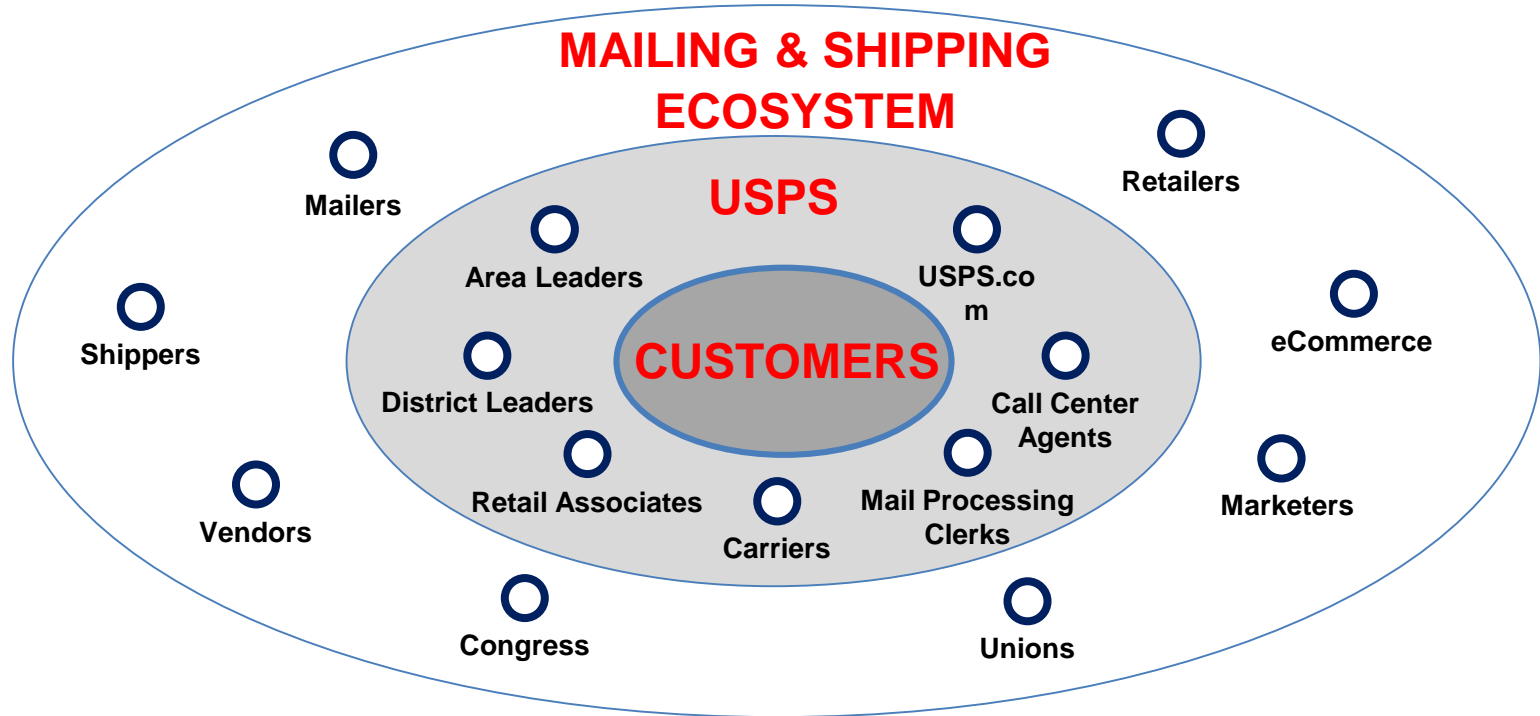 MAILING & SHIPPING
ECOSYSTEM
Mailers
Retailers
USPS
Area Leaders
USPS.co
m
Shippers
eCommerce
CUSTOMERS
District Leaders
Call Center
Agents
Retail Associates
Mail Processing
Clerks
Carriers
Vendors
Marketers
Congress
Unions